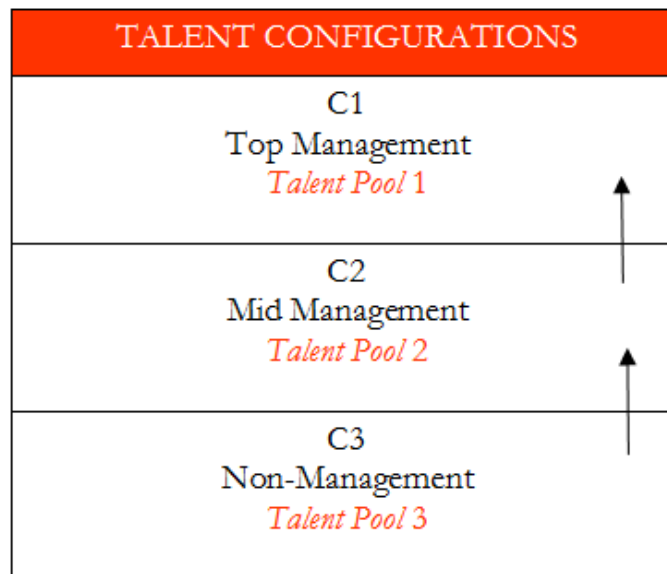 TALENT CONFIGURATIONS
C1
Top Management
Talent Pool 1
C2
Mid Management
Talent Pool 2
C3
Non-Management
Talent Pool 3